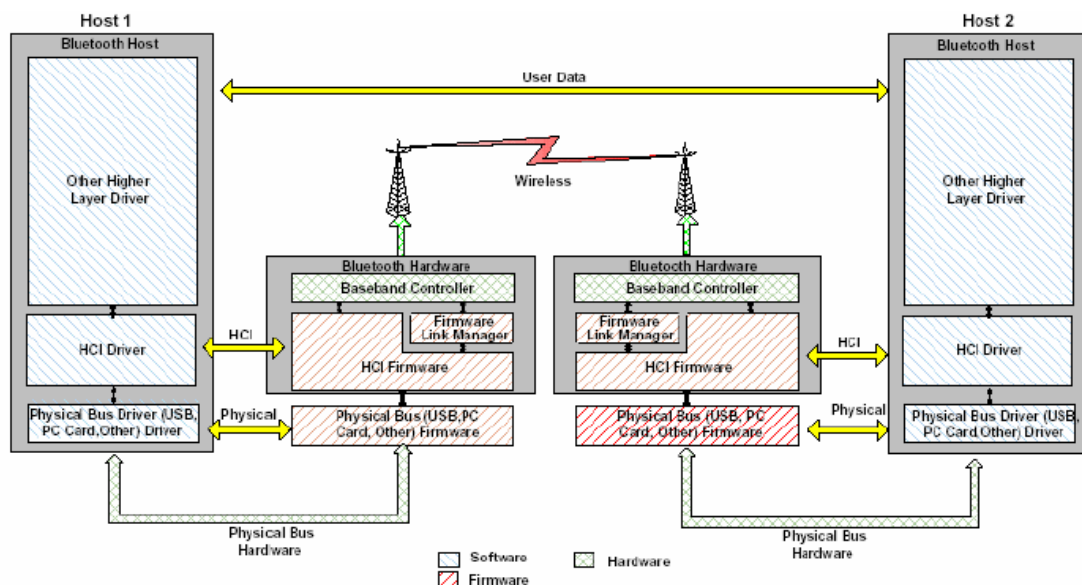 Host 1
Host 2
Bluetooth Host
Bluetooth Host
User Data
Other Higher
Layer Driver
Wireless
Other Higher
Layer Driver
Bluetooth Hardware
Bluetooth Hardware
Baseband Controller
Baseband Controller
Firmware
Link Manager
Firmware
Link Manager
HCI Driver
HCI
HCI Firmware
HCI Firmware
HCI
HCI Driver
Physical Bus Driver (USB,
PC Card,Other) Driver
Physical
Physical Bus (USB,PC
Card, Other) Firmware
Physical Bus (USB, PC
Card, Other) Firmware
Physical
Physical Bus Driver (USB,
PC Card,Other) Driver
Physical Bus
Hardware
Physical Bus
Hardware
Software
Hardware
Firmware